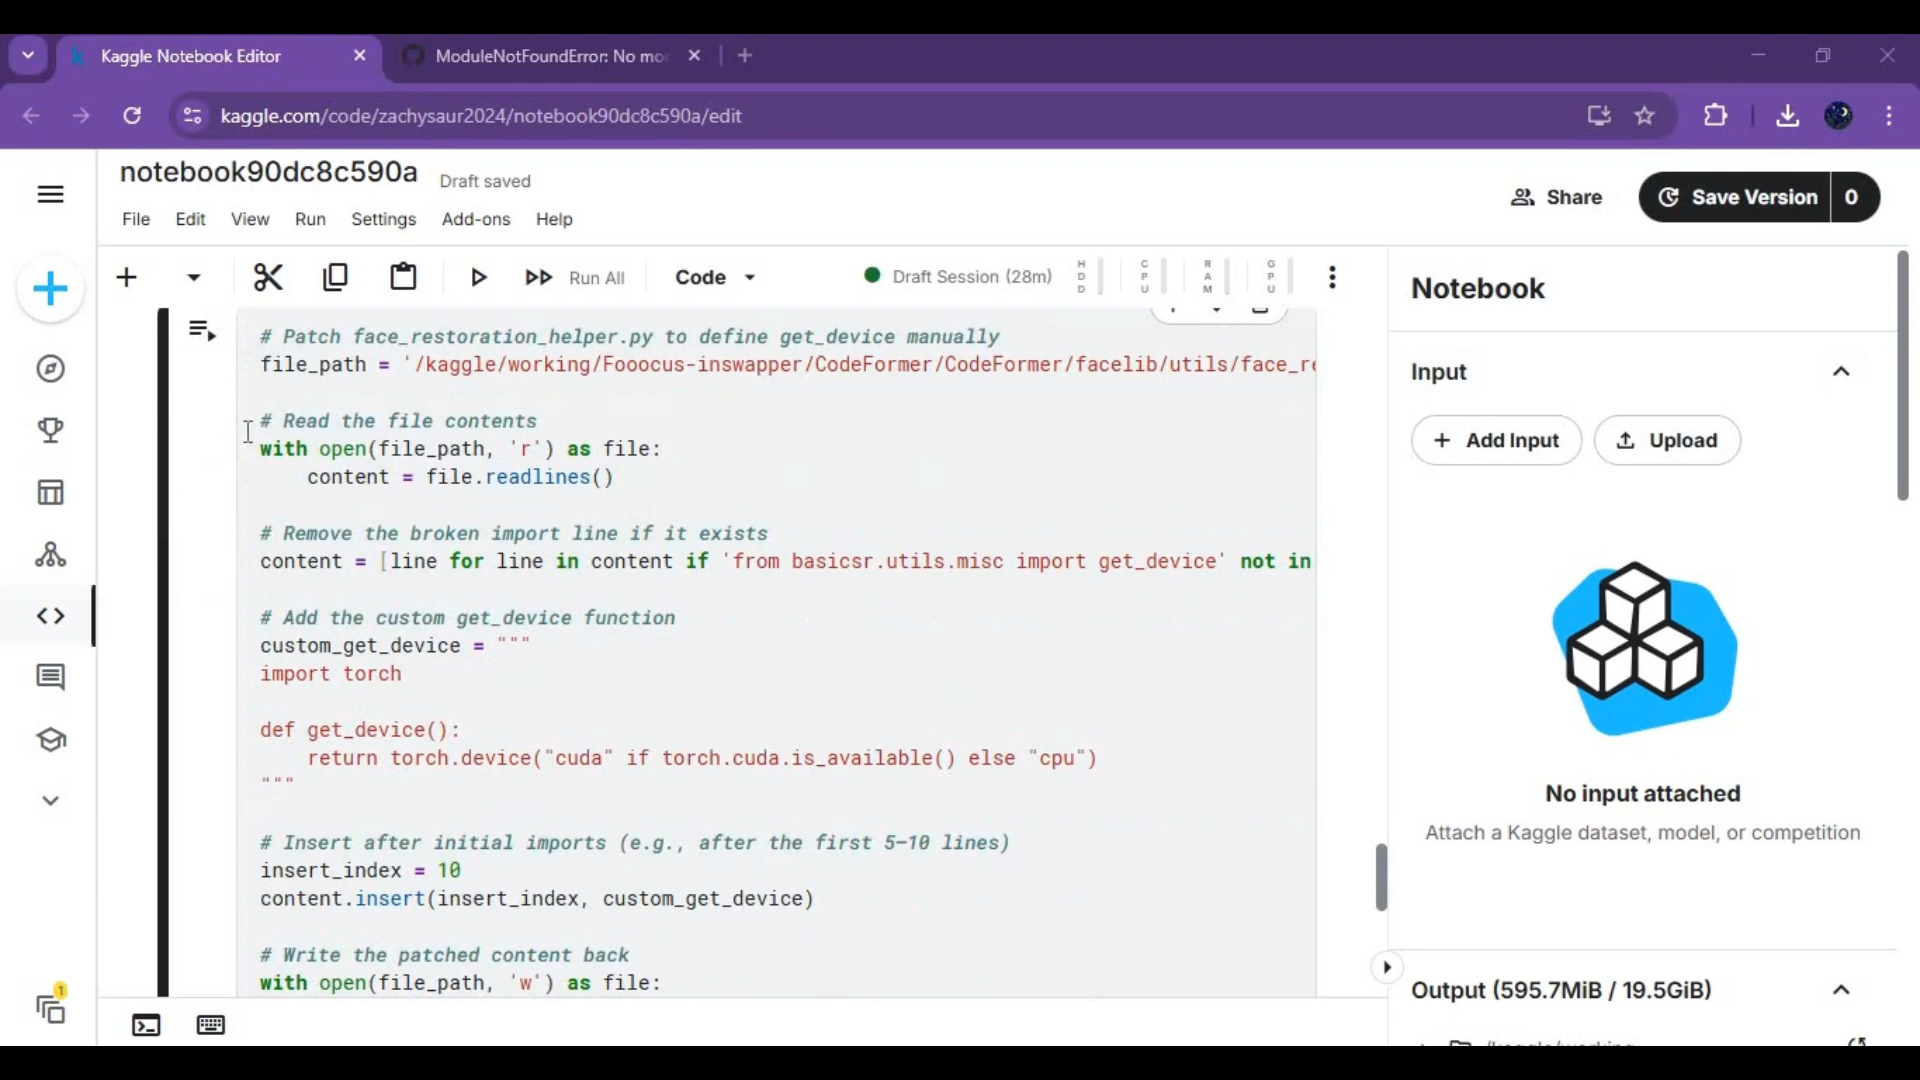 Kaggle Notebook Editor
ModuleNotFoundError: No mo
kaggle.com/code/zachysaur2024/notebook90dc8c590a/edit
notebook90dc8c590a
Draft saved
File Edit View Run Settings Add-ons Help
Share
Save Version 0
Run All
Code
Draft Session (28m)
HDD
CPU
RAM
GPU
# Patch face_restoration_helper.py to define get_device manually
file_path = '/kaggle/working/Fooocus-inswapper/CodeFormer/CodeFormer/facelib/utils/face_re
# Read the file contents
with open(file_path, 'r') as file:
    content = file.readlines()
# Remove the broken import line if it exists
content = [line for line in content if 'from basicsr.utils.misc import get_device' not in
# Add the custom get_device function
custom_get_device = """
import torch
def get_device():
    return torch.device("cuda" if torch.cuda.is_available() else "cpu")
"""
# Insert after initial imports (e.g., after the first 5–10 lines)
insert_index = 10
content.insert(insert_index, custom_get_device)
# Write the patched content back
with open(file_path, 'w') as file:
1
Notebook
Input
Add Input
Upload
No input attached
Attach a Kaggle dataset, model, or competition
Output (595.7MiB / 19.5GiB)